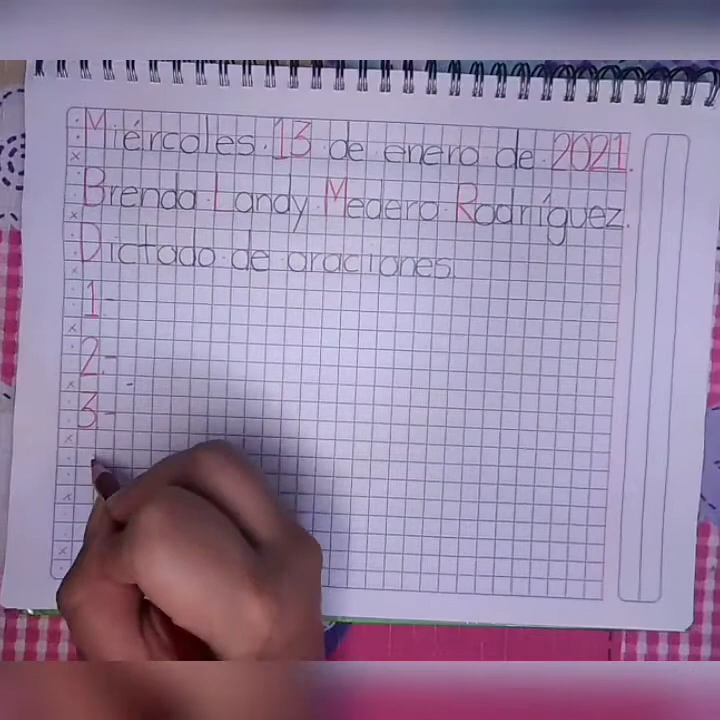 Miércoles 13 de enero de 2021.
Brenda Landy Medero Rodríguez.
Dictado de oraciones.
1-
2.-
3-